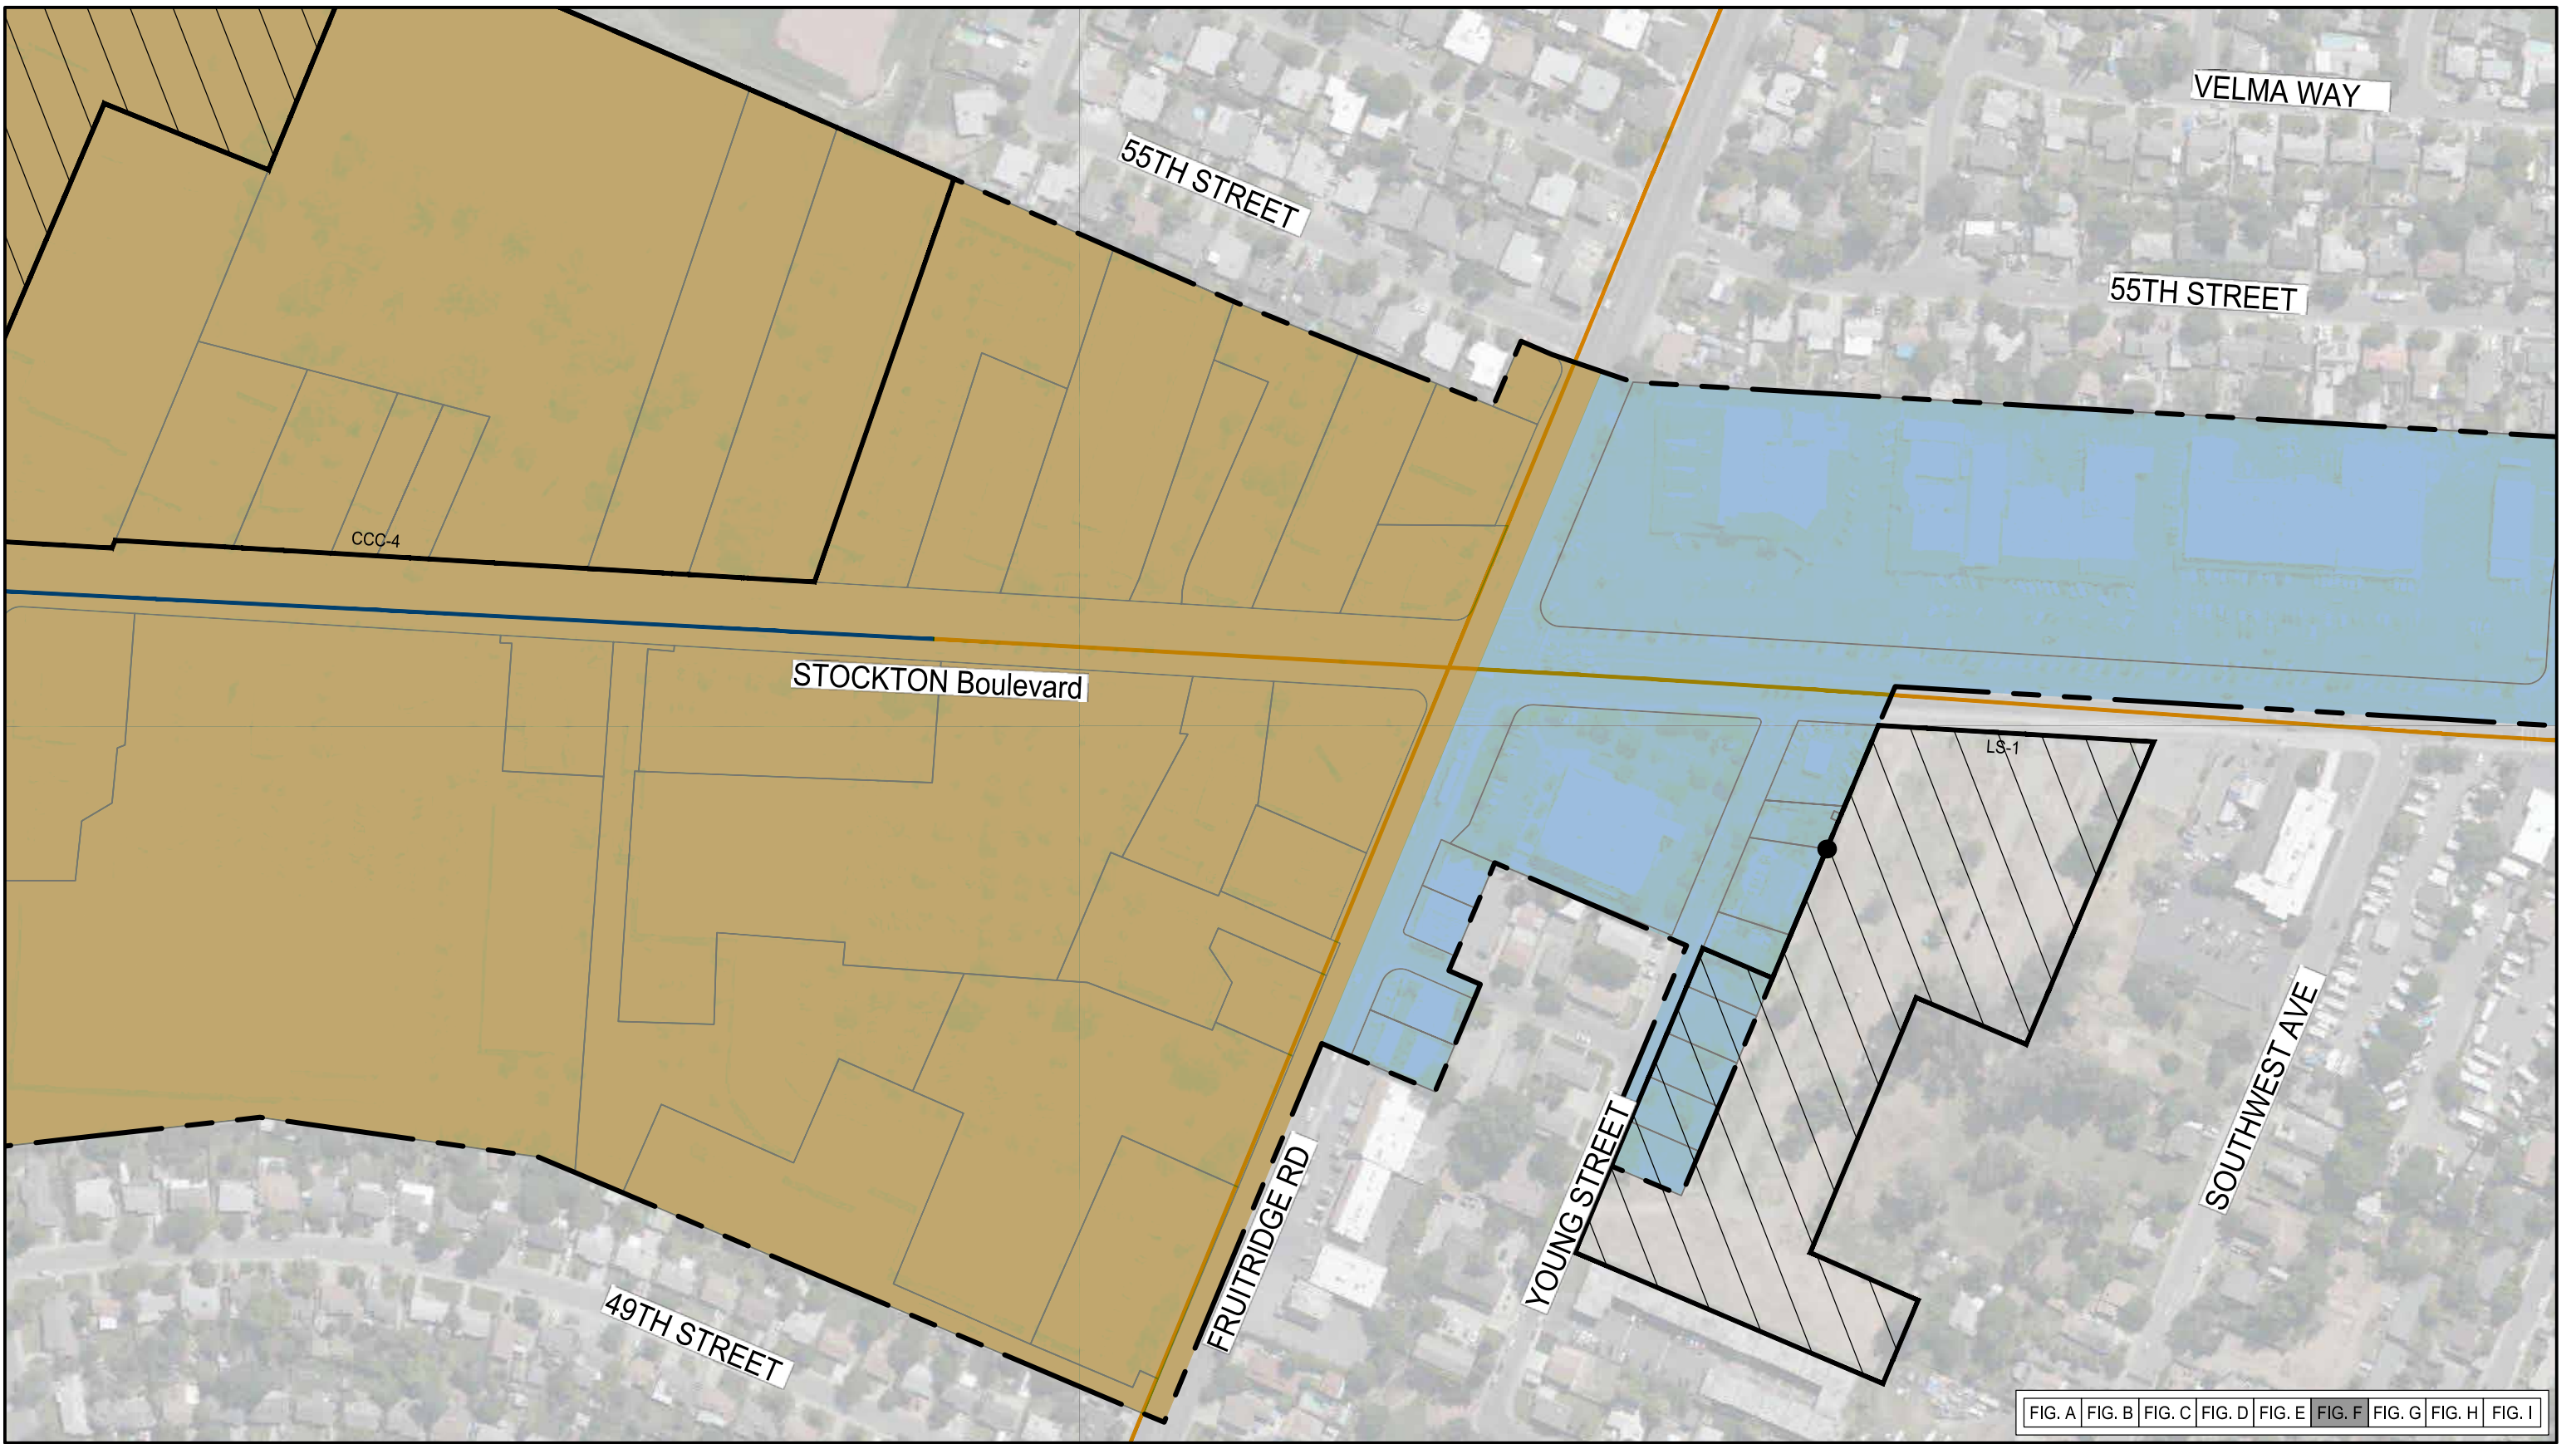 VELMA WAY
55TH STREET
55TH STREET
CCC-4
STOCKTON Boulevard
LS-1
SOUTHWEST AVE
YOUNG STREET
FRUITRIDGE RD
49TH STREET
FIG. A FIG. B FIG. C FIG. D FIG. E FIG. F FIG. G FIG. H FIG. I